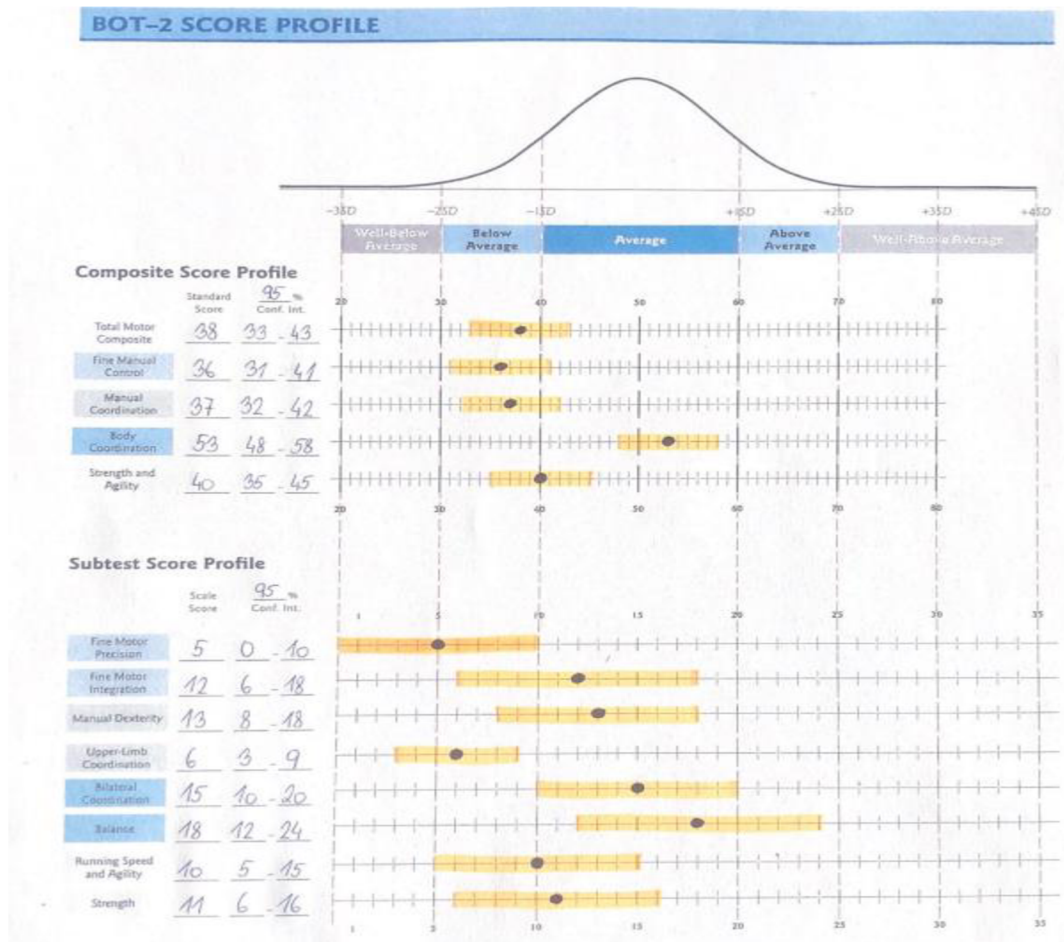 BOT–2 SCORE PROFILE
-3SD -2SD -1SD +1SD +2SD +3SD +4SD
Well-Below Average Below Average Average Above Average Well-Above Average
Composite Score Profile
Standard Score 95 % Conf. Int. 20 30 40 50 60 70 80
Total Motor Composite 38 33 - 43
Fine Manual Control 36 31 - 41
Manual Coordination 37 32 - 42
Body Coordination 53 48 - 58
Strength and Agility 40 35 - 45
20 30 40 50 60 70 80
Subtest Score Profile
Scale Score 95 % Conf. Int. 1 5 10 15 20 25 30 35
Fine Motor Precision 5 0 - 10
Fine Motor Integration 12 6 - 18
Manual Dexterity 13 8 - 18
Upper-Limb Coordination 6 3 - 9
Bilateral Coordination 15 10 - 20
Balance 18 12 - 24
Running Speed and Agility 10 5 - 15
Strength 11 6 - 16
1 5 10 15 20 25 30 35